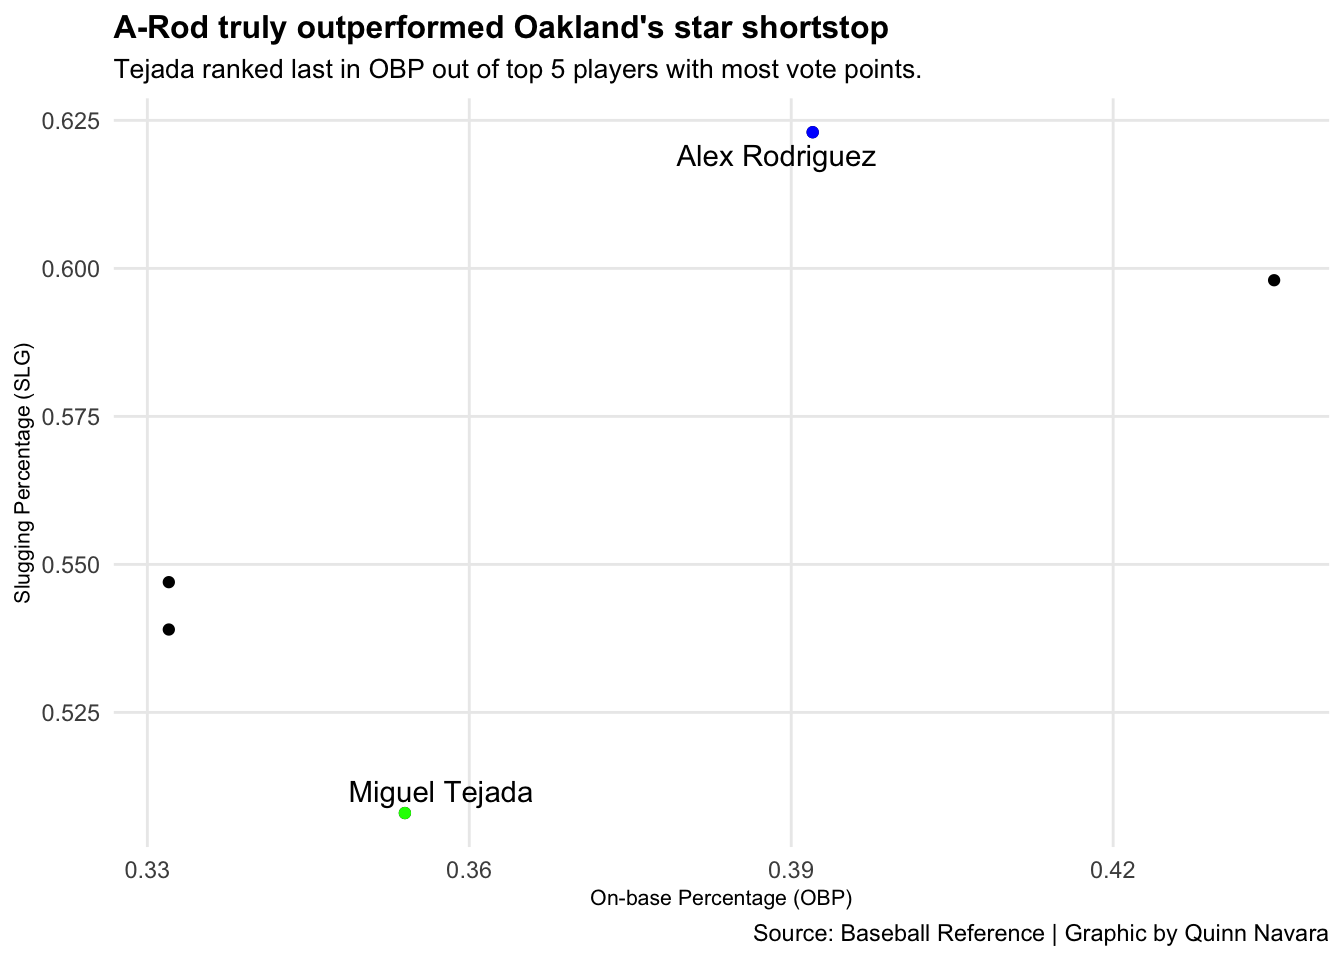 A-Rod truly outperformed Oakland's star shortstop
Tejada ranked last in OBP out of top 5 players with most vote points.
0.625
Alex Rodriguez
0.600
Slugging Percentage (SLG)
0.575
0.550
0.525
Miguel Tejada
0.33
0.36
0.39
0.42
On-base Percentage (OBP)
Source: Baseball Reference | Graphic by Quinn Navara